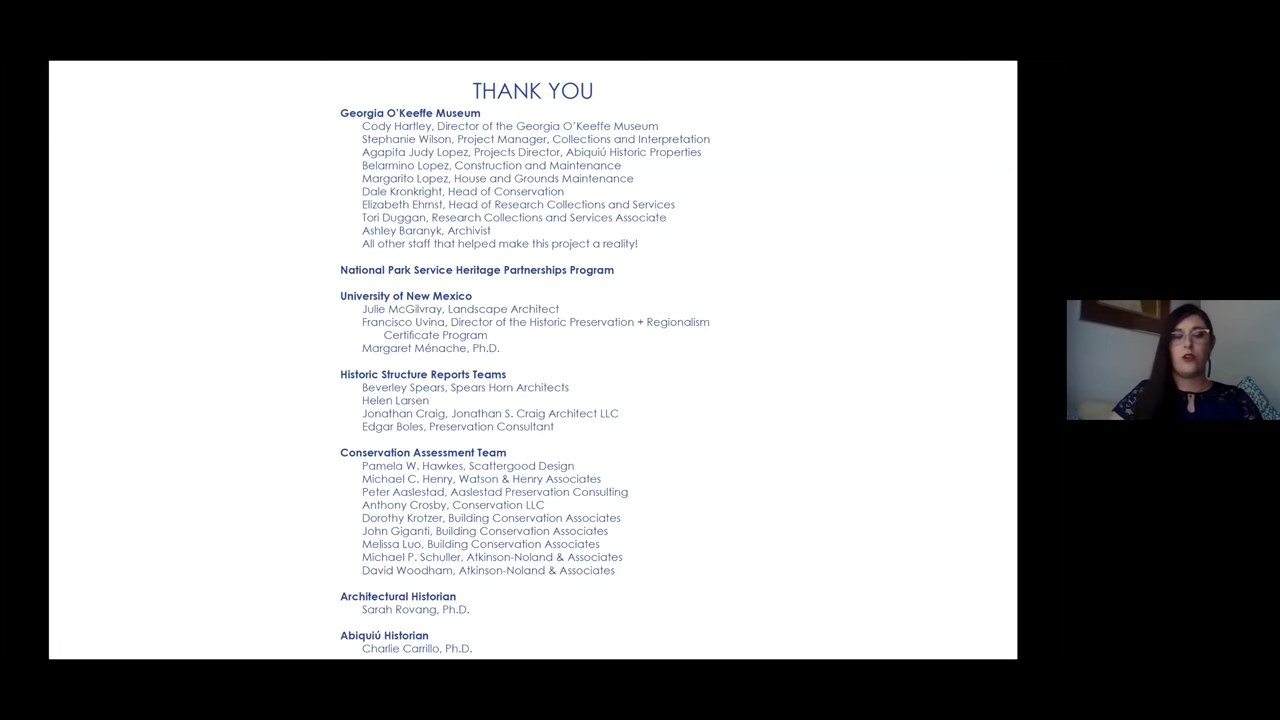 THANK YOU
Georgia O'Keeffe Museum
Cody Hartley, Director of the Georgia O'Keeffe Museum
Stephanie Wilson, Project Manager, Collections and Interpretation
Agapita Judy Lopez, Projects Director, Abiquiú Historic Properties
Belarmino Lopez, Construction and Maintenance
Margarito Lopez, House and Grounds Maintenance
Dale Kronkright, Head of Conservation
Elizabeth Ehrnst, Head of Research Collections and Services
Tori Duggan, Research Collections and Services Associate
Ashley Baranyk, Archivist
All other staff that helped make this project a reality!
National Park Service Heritage Partnerships Program
University of New Mexico
Julie McGilvray, Landscape Architect
Francisco Uvina, Director of the Historic Preservation + Regionalism
Certificate Program
Margaret Ménache, Ph.D.
Historic Structure Reports Teams
Beverley Spears, Spears Horn Architects
Helen Larsen
Jonathan Craig, Jonathan S. Craig Architect LLC
Edgar Boles, Preservation Consultant
Conservation Assessment Team
Pamela W. Hawkes, Scattergood Design
Michael C. Henry, Watson & Henry Associates
Peter Aaslestad, Aaslestad Preservation Consulting
Anthony Crosby, Conservation LLC
Dorothy Krotzer, Building Conservation Associates
John Giganti, Building Conservation Associates
Melissa Luo, Building Conservation Associates
Michael P. Schuller, Atkinson-Noland & Associates
David Woodham, Atkinson-Noland & Associates
Architectural Historian
Sarah Rovang, Ph.D.
Abiquiú Historian
Charlie Carrillo, Ph.D.